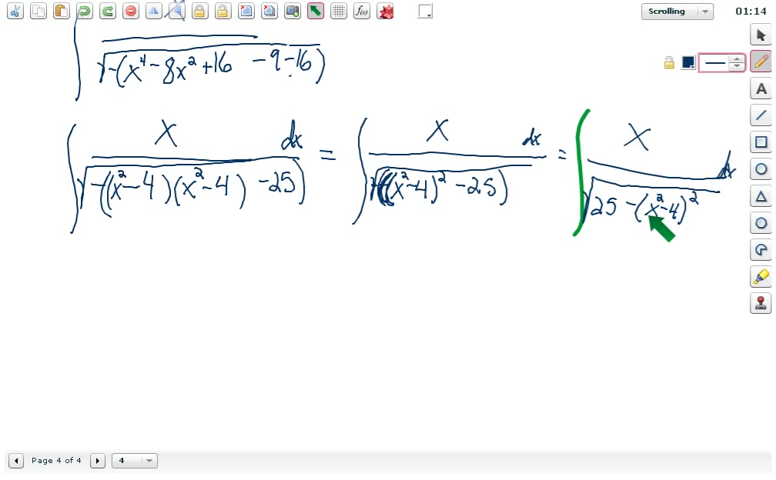 f(x)
Scrolling
01:14
∫ ―― / √(-(x⁴ - 8x² + 16 - 9 - 16))
∫ x / √(-((x² - 4)(x² - 4) - 25)) dx = ∫ x / √(-((x² - 4)² - 25)) dx = ∫ x / √(25 - (x² - 4)²) dx
A
Page 4 of 4
4